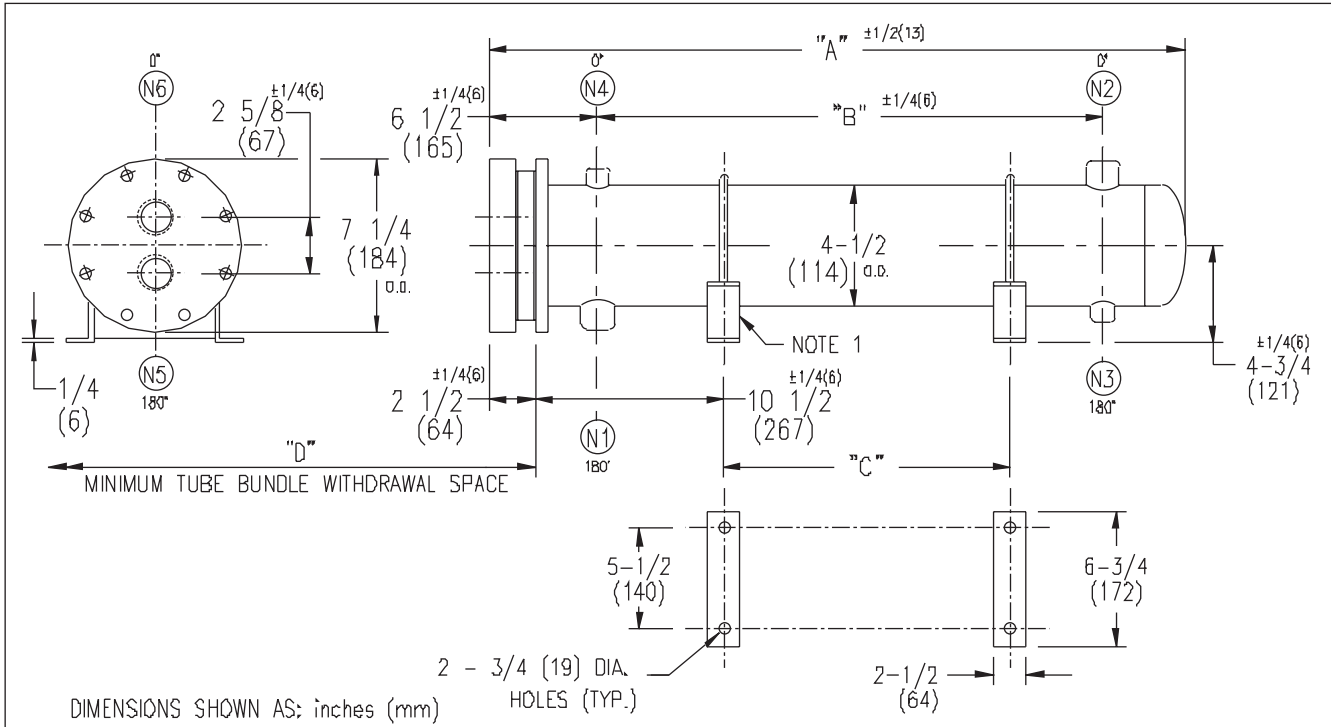 "A" ±1/2(13)
0°
N6
0°
N4
0°
N2
2 5/8 ±1/4(6)
(67)
6 1/2 ±1/4(6)
(165)
"B" ±1/4(6)
7 1/4
(184)
O.D.
4-1/2
(114)
O.D.
NOTE 1
1/4
(6)
N5
180°
2 1/2 ±1/4(6)
(64)
10 1/2 ±1/4(6)
(267)
N1
180°
N3
180°
±1/4(6)
4-3/4
(121)
"D"
MINIMUM TUBE BUNDLE WITHDRAWAL SPACE
"C"
5-1/2
(140)
6-3/4
(172)
2 - 3/4 (19) DIA.
HOLES (TYP.)
2-1/2
(64)
DIMENSIONS SHOWN AS: inches (mm)